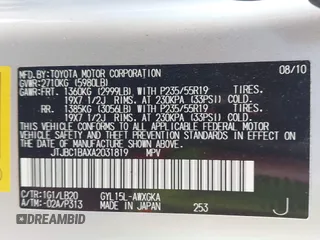 MFD.BY:TOYOTA MOTOR CORPORATION 08/10
GVWR:2710KG (5980LB)
GAWR:FRT. 1360KG (2999LB)WITH P235/55R19 TIRES.
19X7 1/2J RIMS. AT 230KPA (33PSI) COLD.
RR. 1385KG (3056LB)WITH P235/55R19 TIRES.
19X7 1/2J RIMS. AT 230KPA (33PSI) COLD.
THIS VEHICLE CONFORMS TO ALL APPLICABLE FEDERAL MOTOR
VEHICLE SAFETY AND THEFT PREVENTION STANDARDS IN
EFFECT ON THE DATE OF MANUFACTURE SHOWN ABOVE.
JTJBC1BAXA2031819 MPV
C/TR:1G1/LB20 GYL15L-AWXGKA
A/TM:-02A/P313 MADE IN JAPAN 253 J
DRIVEDAUCTIONHISTORY